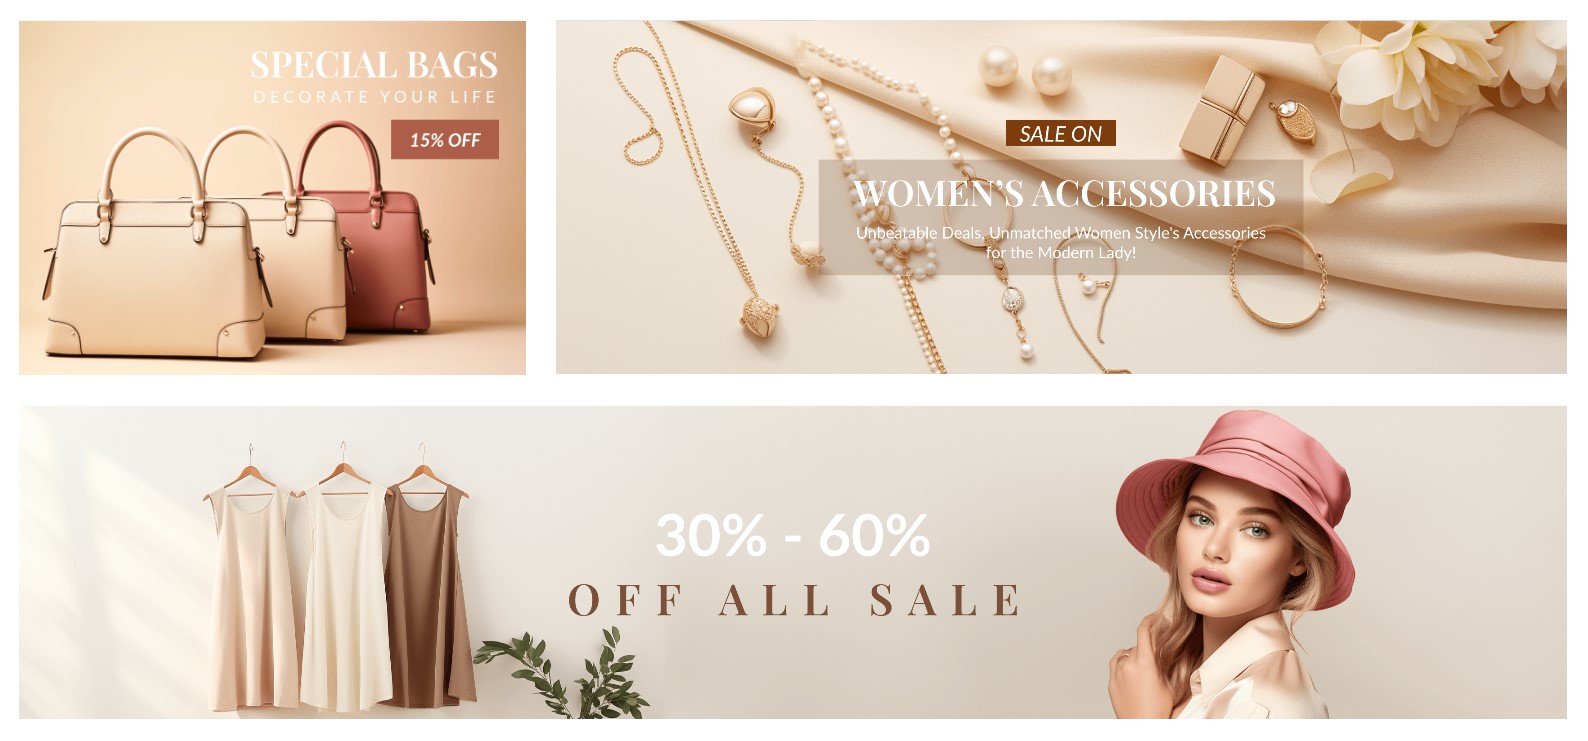 SPECIAL BAGS
DECORATE YOUR LIFE
15% OFF
SALE ON
WOMEN'S ACCESSORIES
Unbeatable Deals, Unmatched Women Style's Accessories
for the Modern Lady!
30% - 60%
OFF ALL SALE